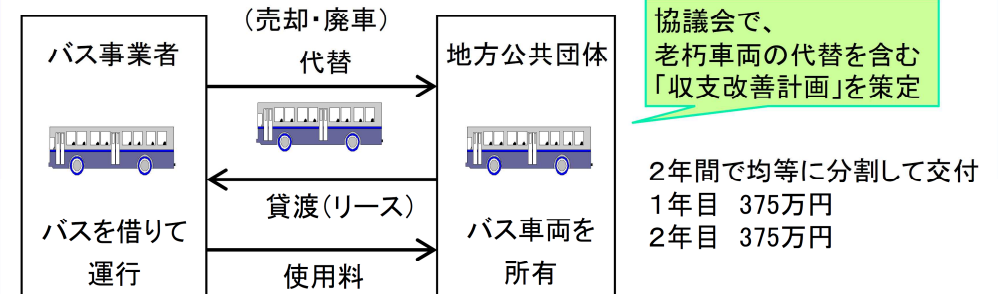 (売却・廃車)
代替
バス事業者
地方公共団体
貸渡(リース)
バスを借りて
運行
バス車両を
所有
使用料
協議会で、
老朽車両の代替を含む
「収支改善計画」を策定
2年間で均等に分割して交付
1年目 375万円
2年目 375万円